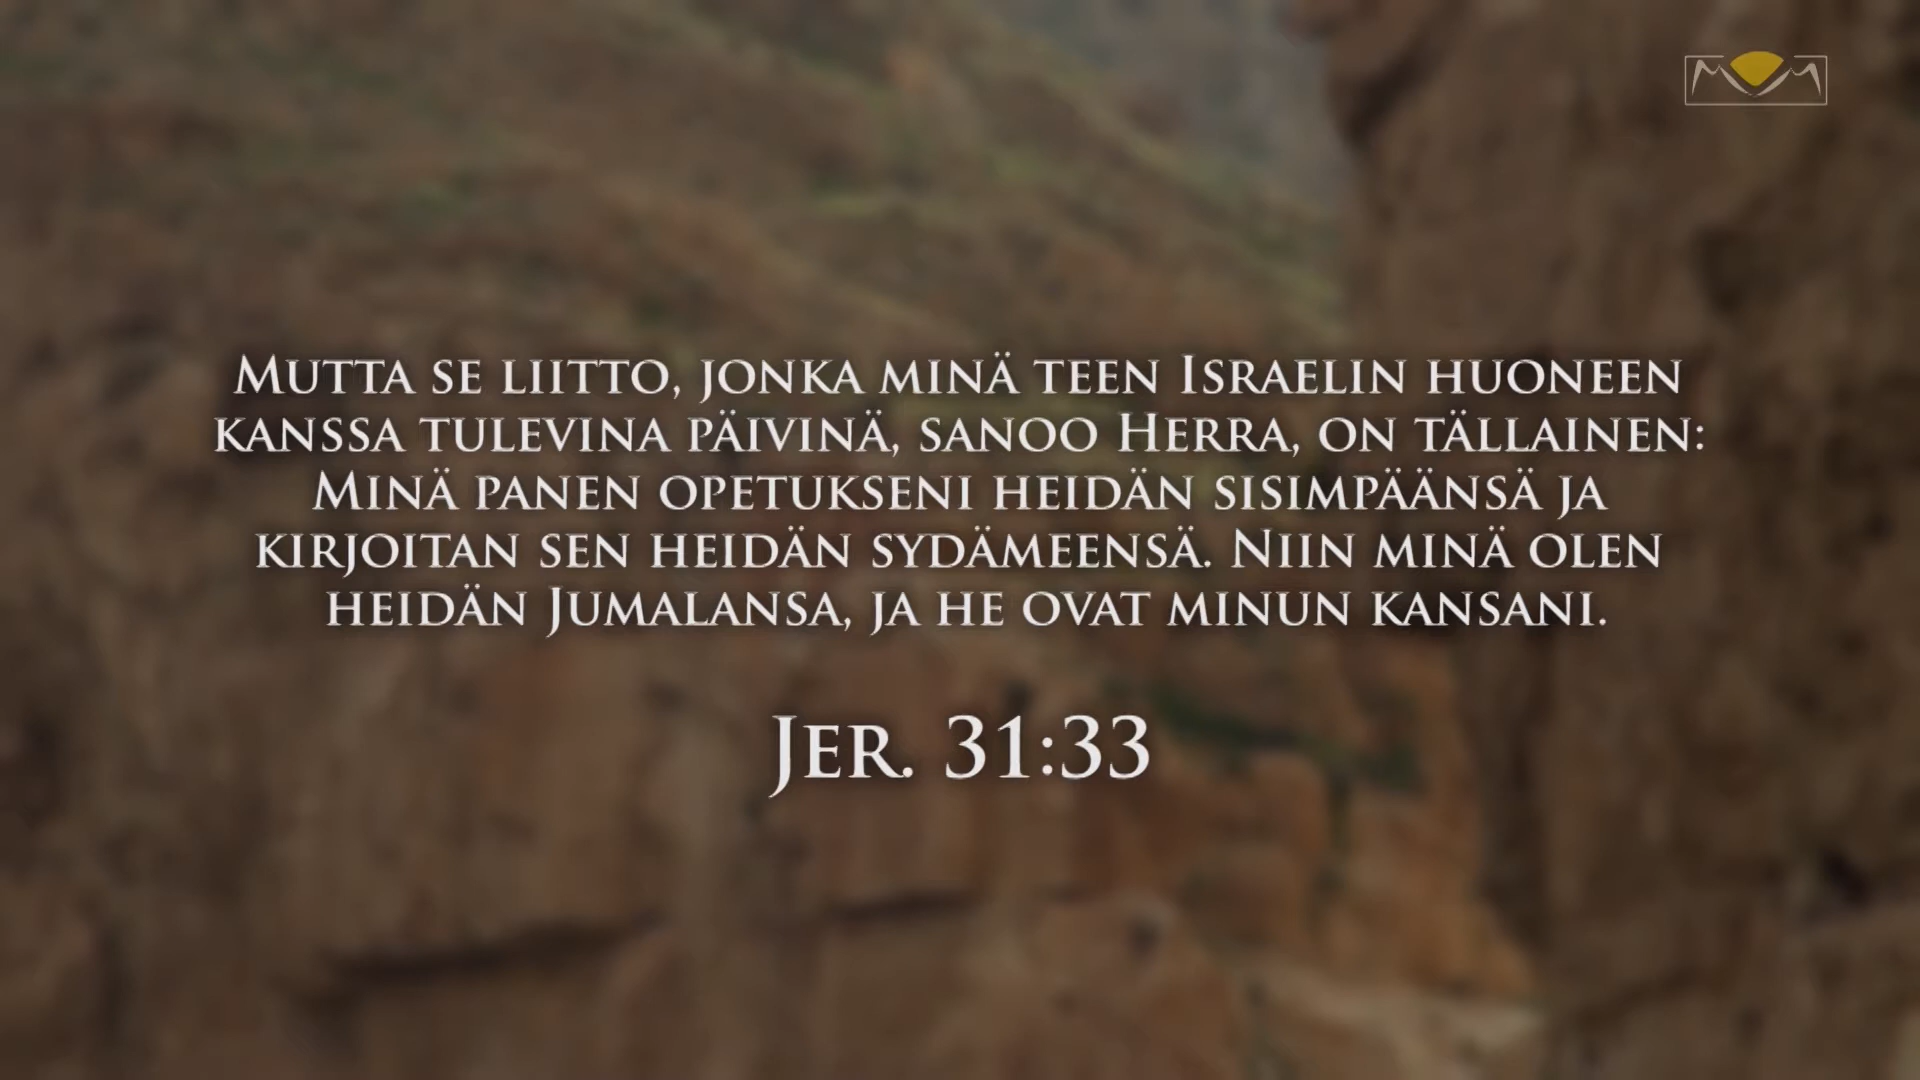 Mutta se liitto, jonka minä teen Israelin huoneen
kanssa tulevina päivinä, sanoo Herra, on tällainen:
Minä panen opetukseni heidän sisimpäänsä ja
kirjoitan sen heidän sydämeensä. Niin minä olen
heidän Jumalansa, ja he ovat minun kansani.
Jer. 31:33